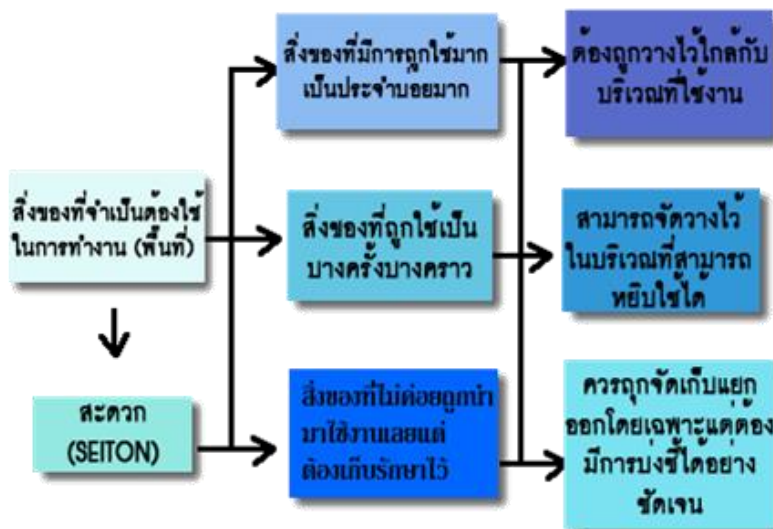 สิ่งของที่มีการถูกใช้มาก
เป็นประจำบ่อยมาก
ต้องถูกวางไว้ใกล้กับ
บริเวณที่ใช้งาน
สิ่งของที่จำเป็นต้องใช้
ในการทำงาน (พื้นที่)
สิ่งของที่ถูกใช้เป็น
บางครั้งบางคราว
สามารถจัดวางไว้
ในบริเวณที่สามารถ
หยิบใช้ได้
สะดวก
(SEITON)
สิ่งของที่ไม่ค่อยถูกนำ
มาใช้งานเลยแต่
ต้องเก็บรักษาไว้
ควรถุกจัดเก็บแยก
ออกโดยเฉพาะแต่ต้อง
มีการบ่งชี้ได้อย่าง
ชัดเจน